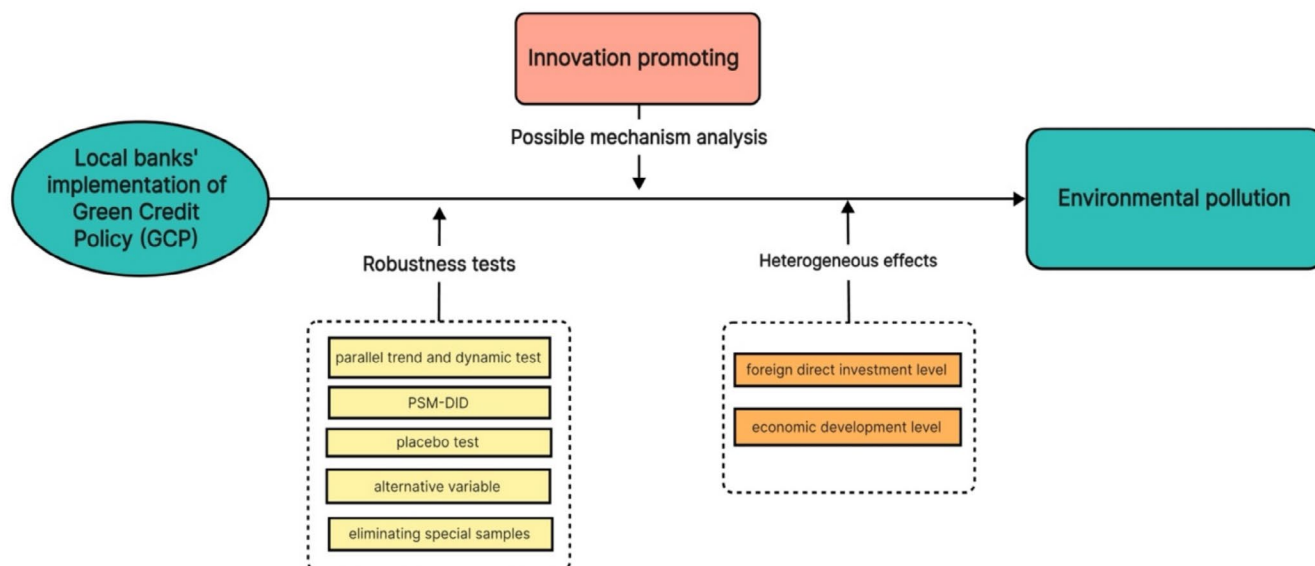 Innovation promoting
Possible mechanism analysis
Local banks'
implementation of
Green Credit
Policy (GCP)
Environmental pollution
Robustness tests
Heterogeneous effects
parallel trend and dynamic test
PSM-DID
placebo test
alternative variable
eliminating special samples
foreign direct investment level
economic development level